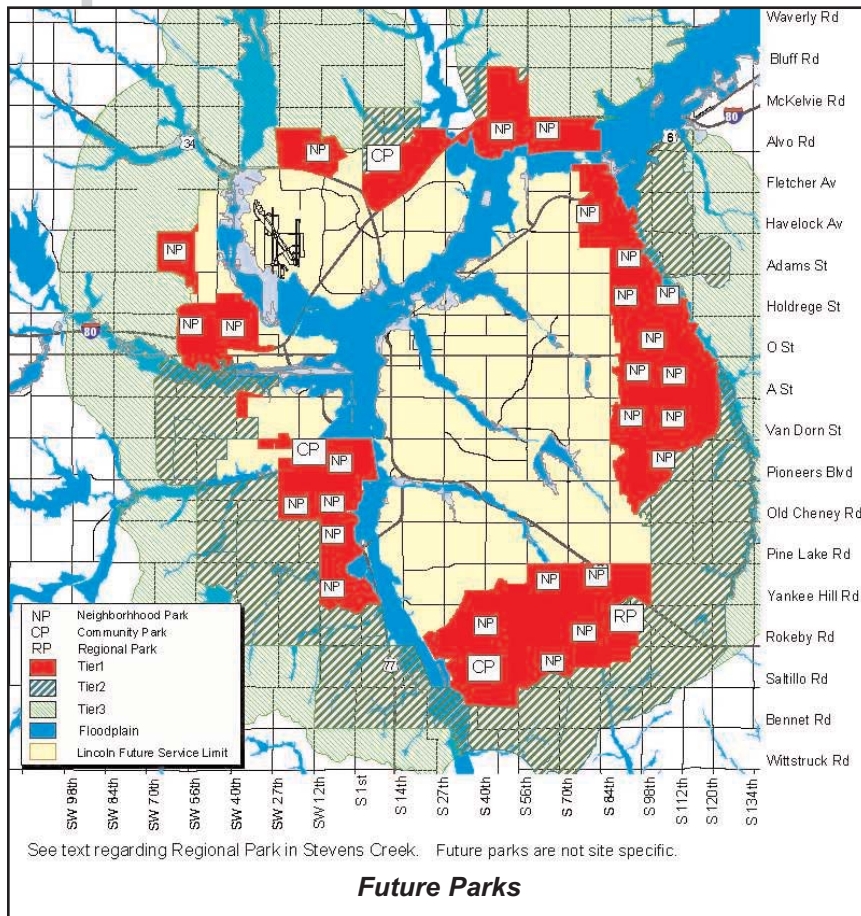 Waverly Rd
Bluff Rd
McKelvie Rd
80
Alvo Rd
NP NP
6
34
NP
CP
Fletcher Av
NP
Havelock Av
NP
NP
Adams St
NP NP
Holdrege St
NP NP
80
NP
O St
NP NP
A St
NP NP
Van Dorn St
CP
NP
NP
Pioneers Blvd
NP NP
Old Cheney Rd
NP
Pine Lake Rd
NP NP
NP
Yankee Hill Rd
RP
NP
NP
Rokeby Rd
77
CP
NP
Saltillo Rd
Bennet Rd
Wittstruck Rd
NP Neighborhhood Park
CP Community Park
RP Regional Park
Tier1
Tier2
Tier3
Floodplain
Lincoln Future Service Limit
SW 98th
SW 84th
SW 70th
SW 56th
SW 40th
SW 27th
SW 12th
S 1st
S 14th
S 27th
S 40th
S 56th
S 70th
S 84th
S 98th
S 112th
S 120th
S 134th
See text regarding Regional Park in Stevens Creek. Future parks are not site specific.
Future Parks